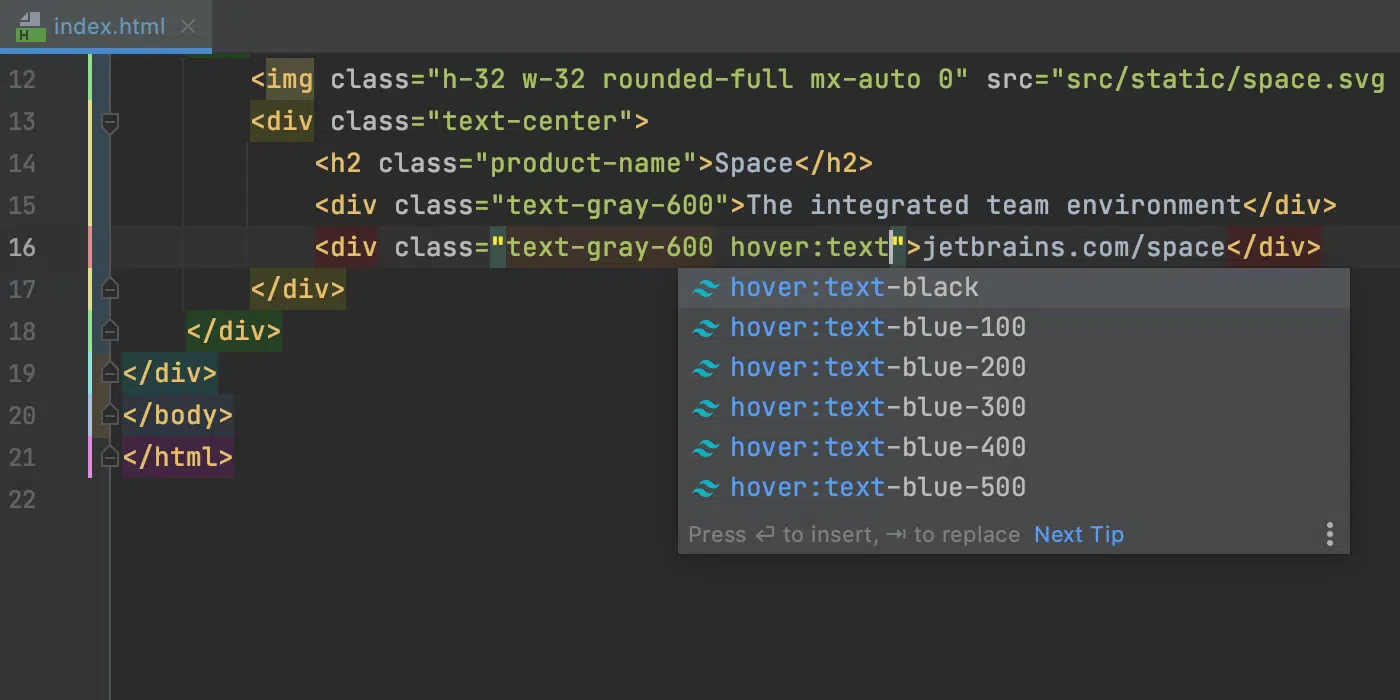 index.html
12 <img class="h-32 w-32 rounded-full mx-auto 0" src="src/static/space.svg
13 <div class="text-center">
14 <h2 class="product-name">Space</h2>
15 <div class="text-gray-600">The integrated team environment</div>
16 <div class="text-gray-600 hover:text">jetbrains.com/space</div>
17 </div>
18 </div>
19 </div>
20 </body>
21 </html>
22
hover:text-black
hover:text-blue-100
hover:text-blue-200
hover:text-blue-300
hover:text-blue-400
hover:text-blue-500
Press ↵ to insert, ⇥ to replace Next Tip